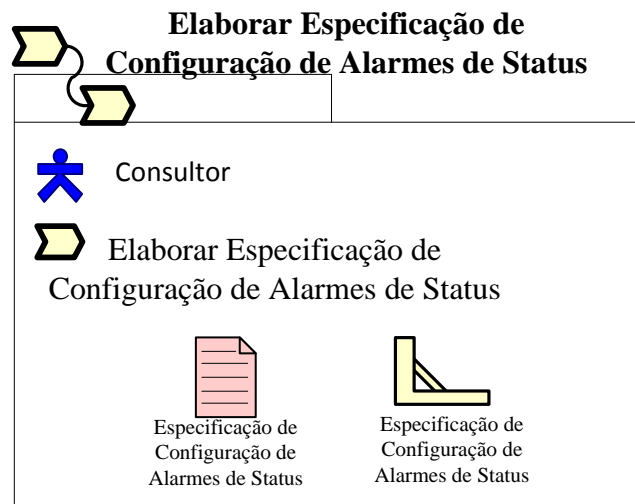 Elaborar Especificação de
Configuração de Alarmes de Status
Consultor
Elaborar Especificação de
Configuração de Alarmes de Status
Especificação de
Configuração de
Alarmes de Status
Especificação de
Configuração de
Alarmes de Status